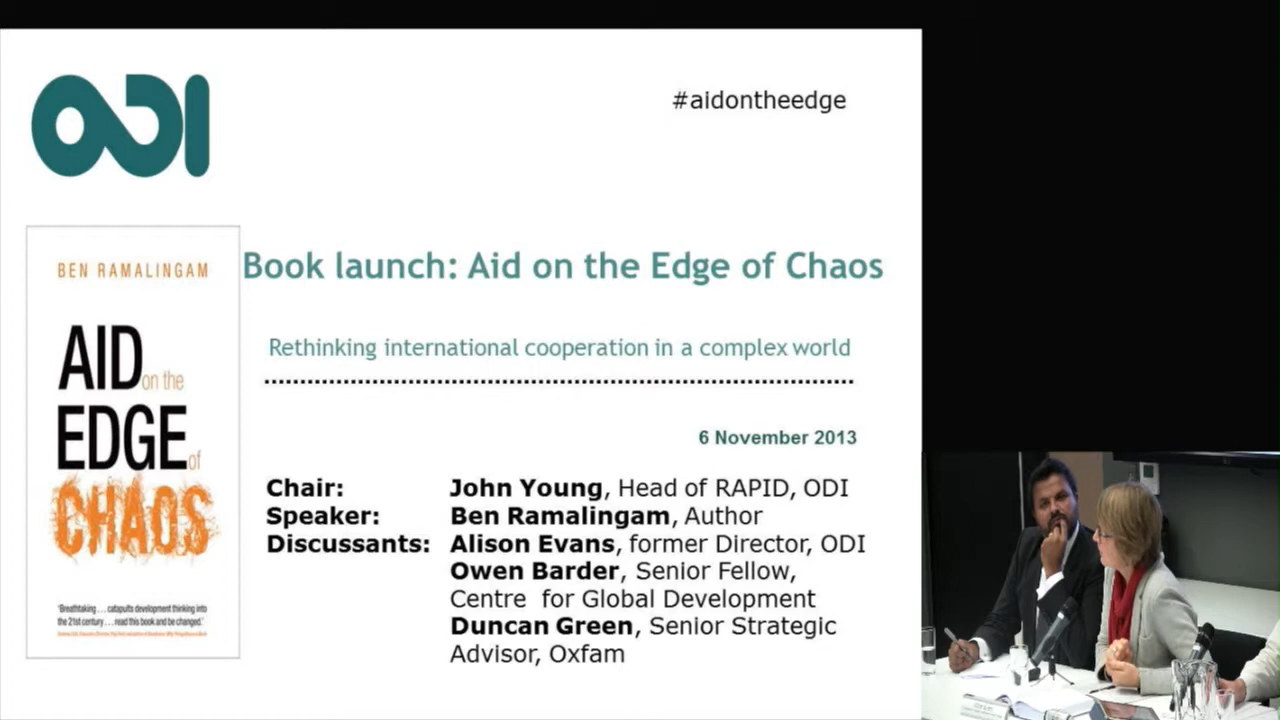 ODI
#aidontheedge
BEN RAMALINGAM
AID on the
EDGE of
CHAOS
'Breathtaking . . . catapults development thinking into
the 21st century . . . read this book and be changed.'
Book launch: Aid on the Edge of Chaos
Rethinking international cooperation in a complex world
6 November 2013
Chair: John Young, Head of RAPID, ODI
Speaker: Ben Ramalingam, Author
Discussants: Alison Evans, former Director, ODI
Owen Barder, Senior Fellow,
Centre for Global Development
Duncan Green, Senior Strategic
Advisor, Oxfam